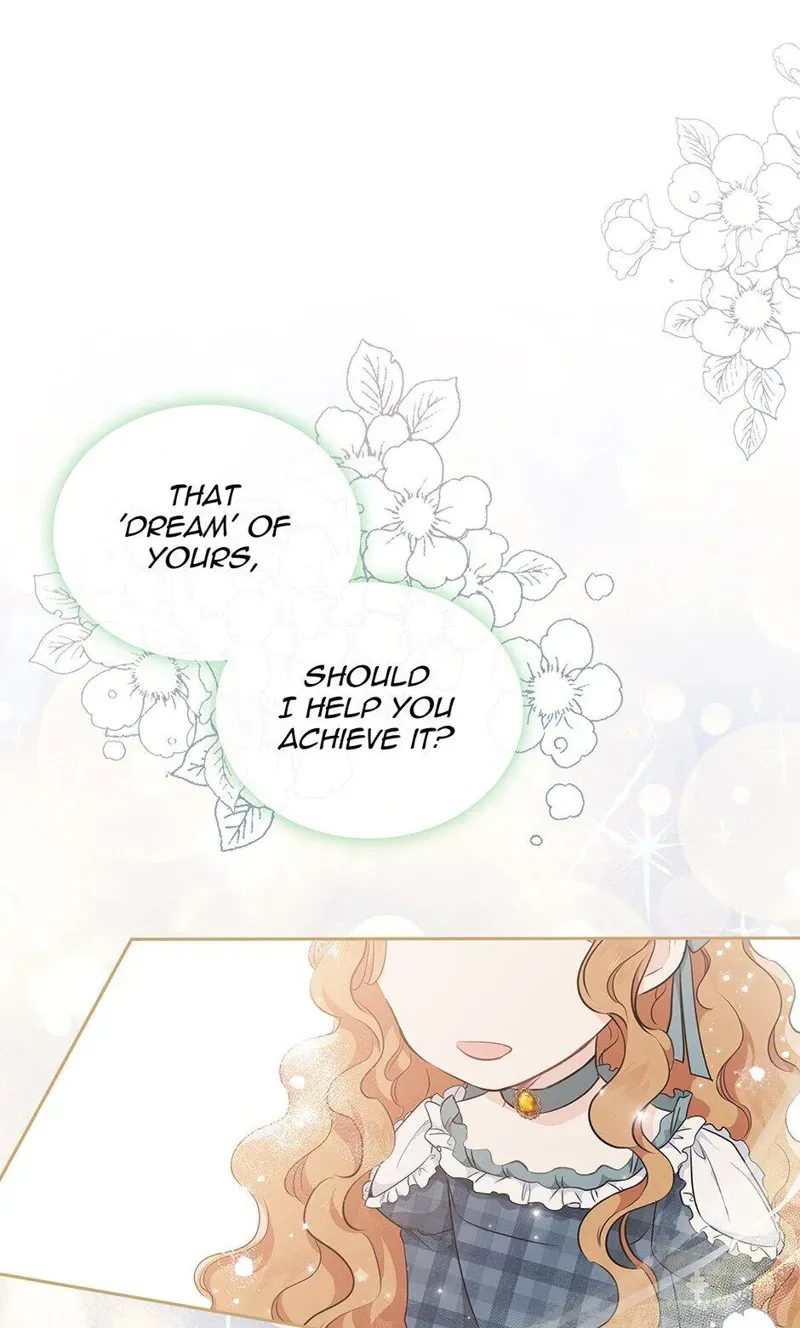 THAT
'DREAM' OF
YOURS,
SHOULD
I HELP YOU
ACHIEVE IT?